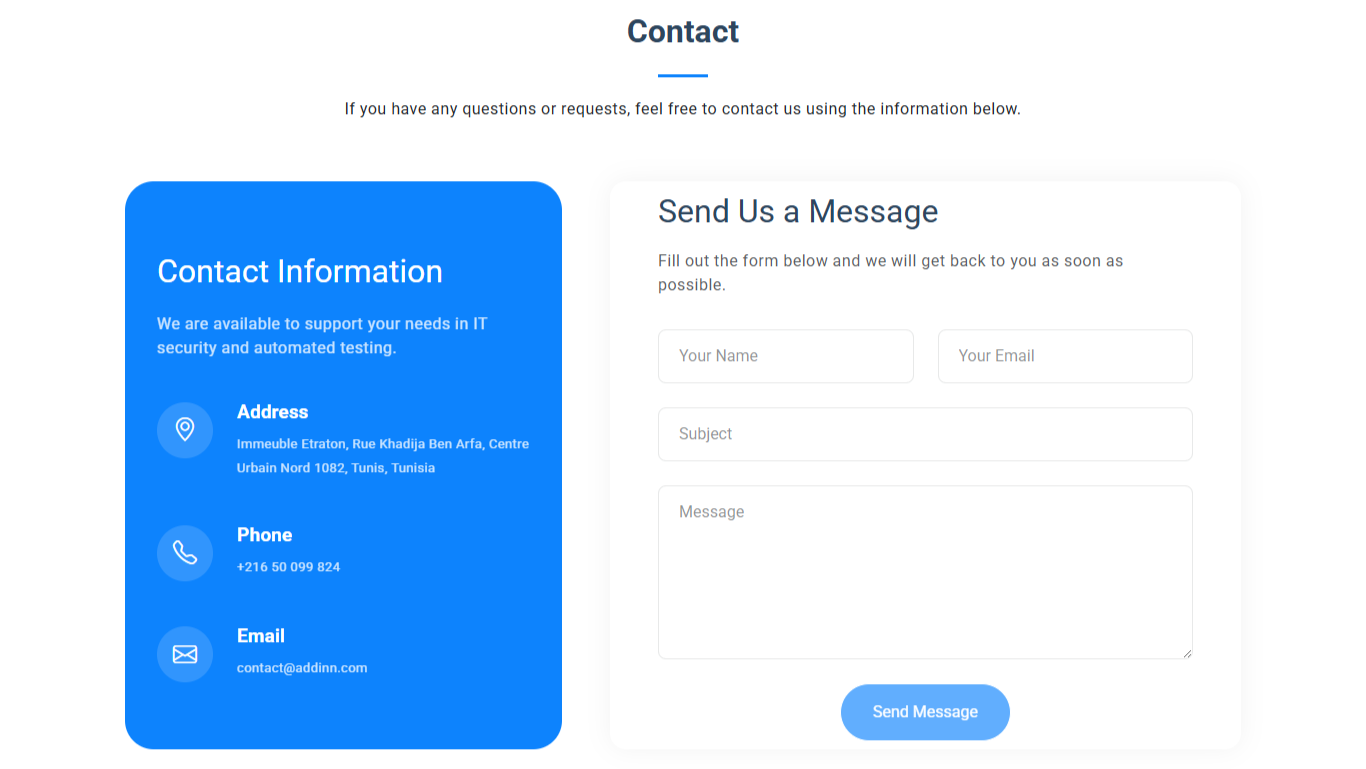 Contact
If you have any questions or requests, feel free to contact us using the information below.
Contact Information
We are available to support your needs in IT
security and automated testing.
Address
Immeuble Etraton, Rue Khadija Ben Arfa, Centre
Urbain Nord 1082, Tunis, Tunisia
Phone
+216 50 099 824
Email
contact@addinn.com
Send Us a Message
Fill out the form below and we will get back to you as soon as
possible.
Your Name
Your Email
Subject
Message
Send Message